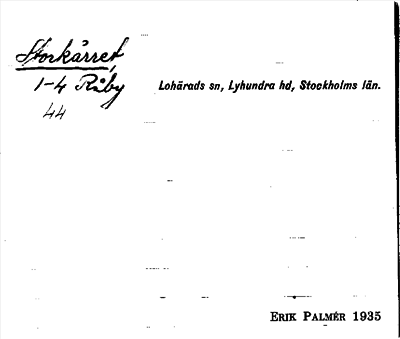 Storkärret,
1-4 Råby
44
Lohärads sn, Lyhundra hd, Stockholms län.
ERIK PALMÉR 1935